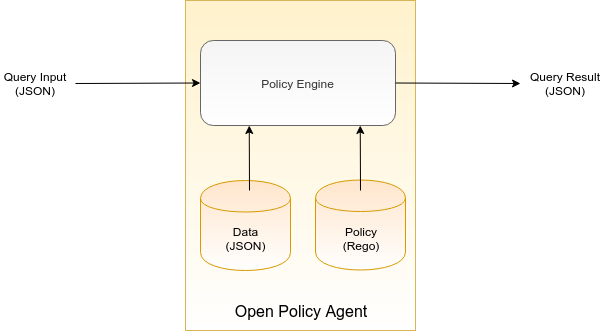 Query Input
(JSON)
Policy Engine
Query Result
(JSON)
Data
(JSON)
Policy
(Rego)
Open Policy Agent